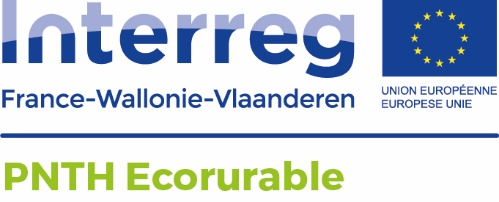 Interreg
France-Wallonie-Vlaanderen
UNION EUROPÉENNE
EUROPESE UNIE
PNTH Ecorurable